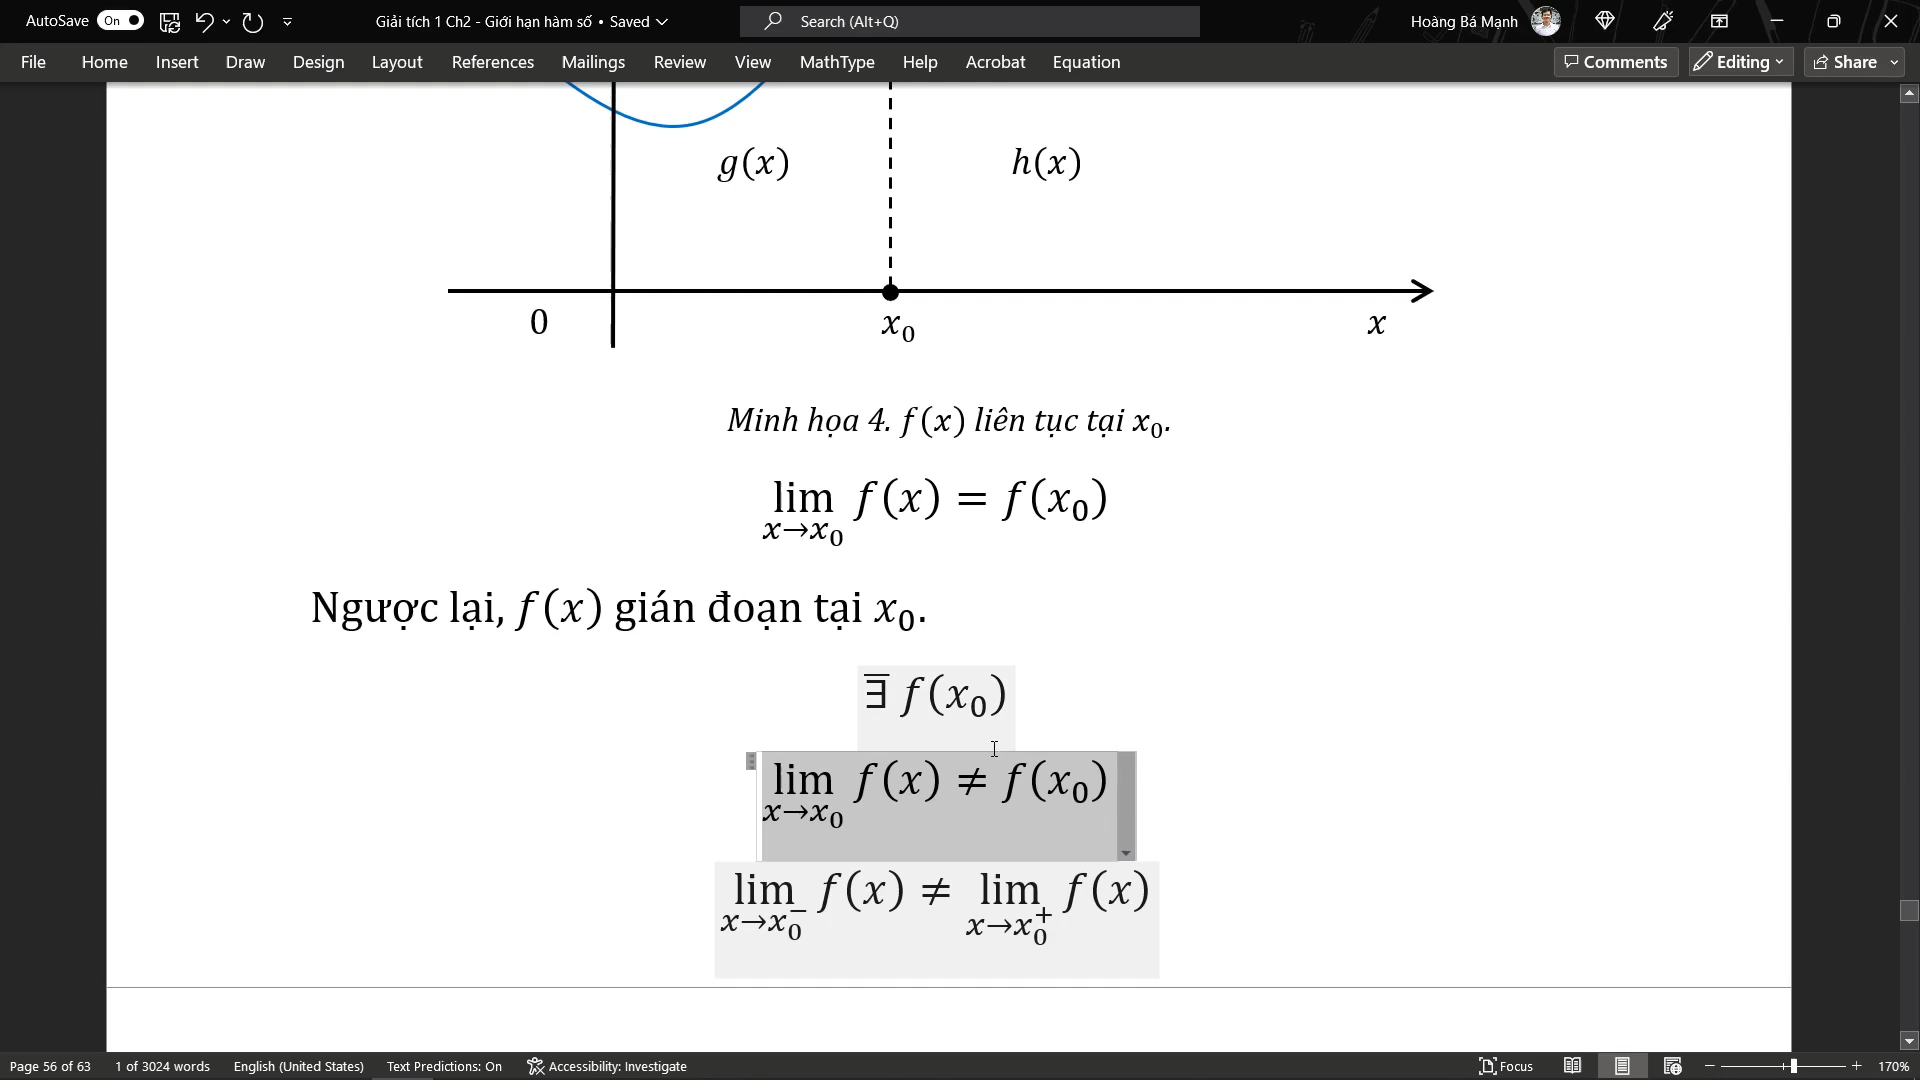 AutoSave On Giải tích 1 Ch2 - Giới hạn hàm số • Saved Search (Alt+Q) Hoàng Bá Mạnh
File Home Insert Draw Design Layout References Mailings Review View MathType Help Acrobat Equation Comments Editing Share
g(x) h(x)
0 x₀ x
Minh họa 4. f(x) liên tục tại x₀.
lim x→x₀ f(x) = f(x₀)
Ngược lại, f(x) gián đoạn tại x₀.
∃̅ f(x₀)
lim x→x₀ f(x) ≠ f(x₀)
lim x→x₀⁻ f(x) ≠ lim x→x₀⁺ f(x)
Page 56 of 63 1 of 3024 words English (United States) Text Predictions: On Accessibility: Investigate Focus 170%